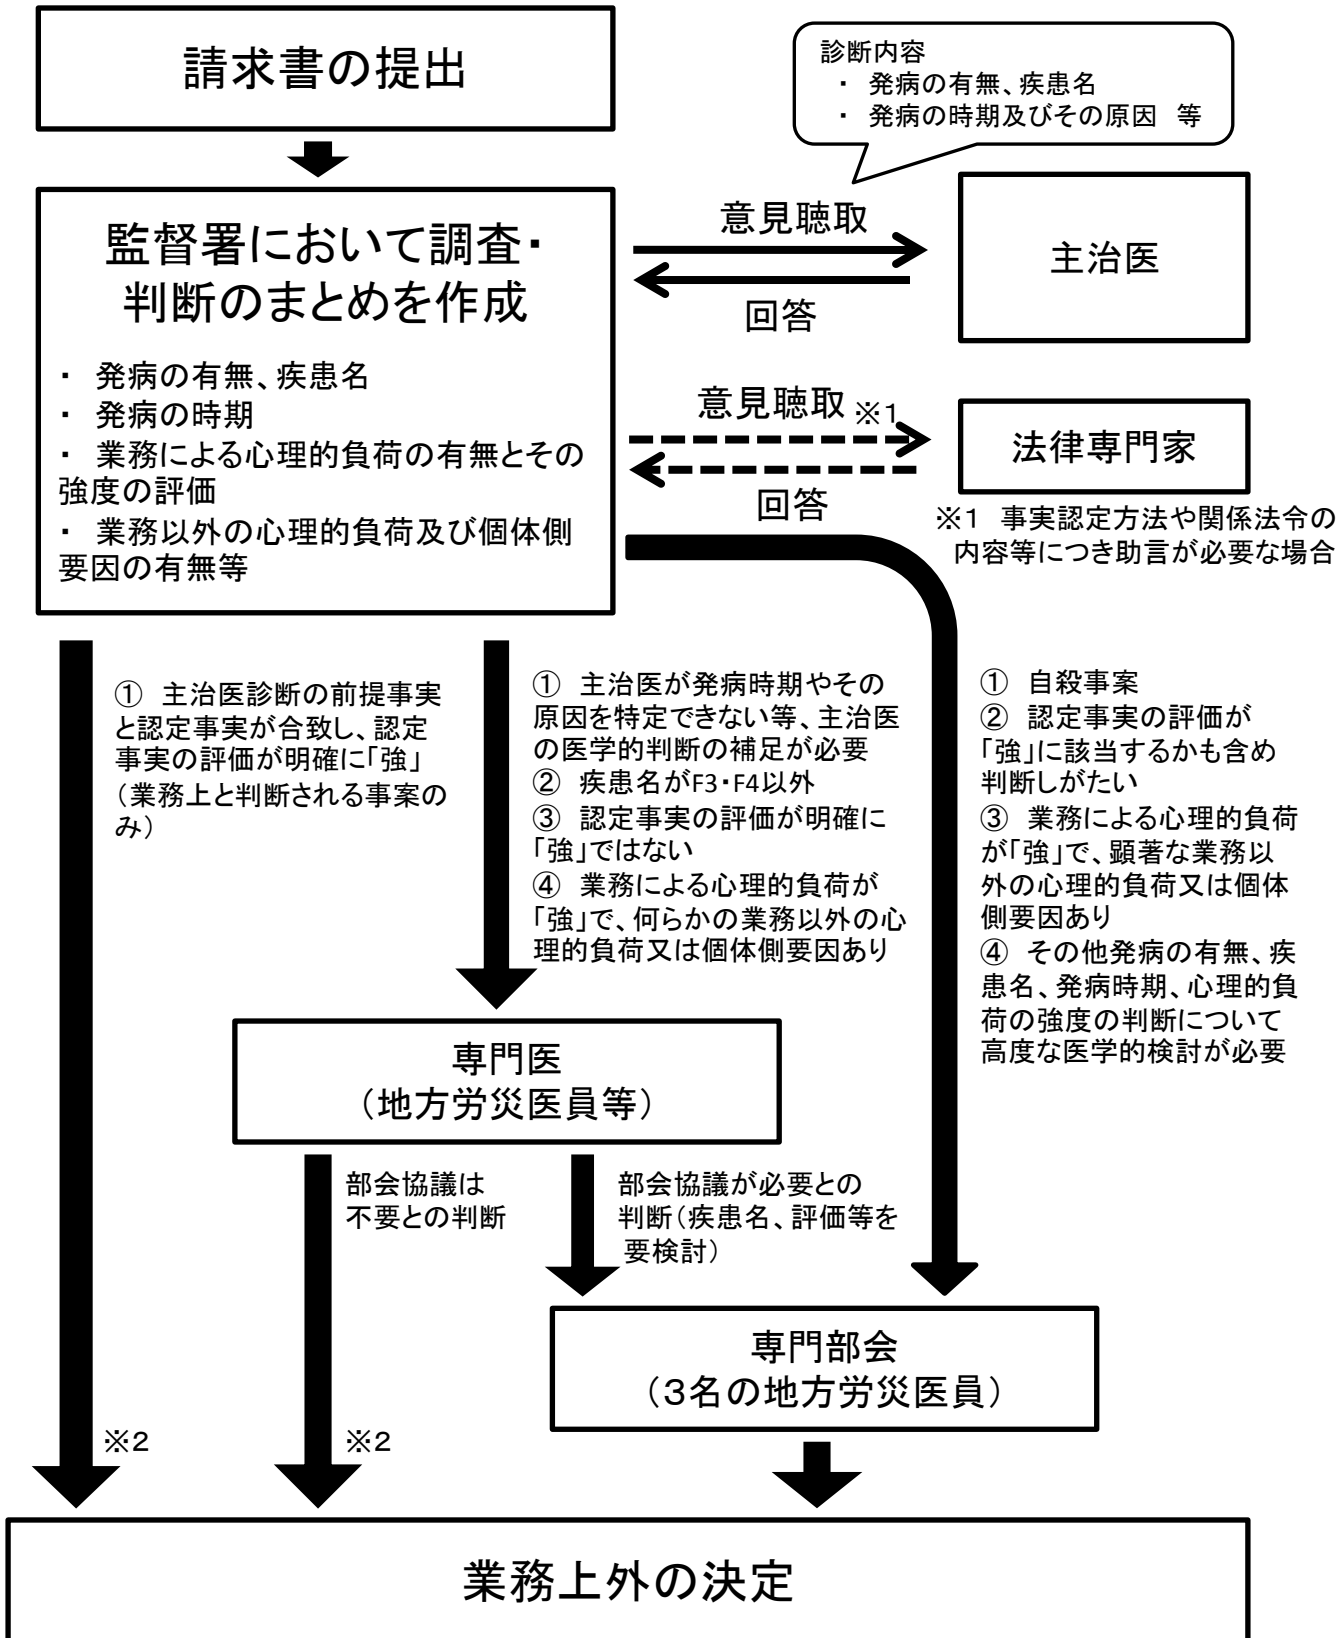 請求書の提出
診断内容
・ 発病の有無、疾患名
・ 発病の時期及びその原因 等
監督署において調査・
判断のまとめを作成
・ 発病の有無、疾患名
・ 発病の時期
・ 業務による心理的負荷の有無とその
強度の評価
・ 業務以外の心理的負荷及び個体側
要因の有無等
意見聴取
回答
主治医
意見聴取 ※1
回答
法律専門家
※1 事実認定方法や関係法令の
内容等につき助言が必要な場合
① 主治医診断の前提事実
と認定事実が合致し、認定
事実の評価が明確に「強」
（業務上と判断される事案の
み）
① 主治医が発病時期やその
原因を特定できない等、主治医
の医学的判断の補足が必要
② 疾患名がF3・F4以外
③ 認定事実の評価が明確に
「強」ではない
④ 業務による心理的負荷が
「強」で、何らかの業務以外の心
理的負荷又は個体側要因あり
① 自殺事案
② 認定事実の評価が
「強」に該当するかも含め
判断しがたい
③ 業務による心理的負荷
が「強」で、顕著な業務以
外の心理的負荷又は個体
側要因あり
④ その他発病の有無、疾
患名、発病時期、心理的負
荷の強度の判断について
高度な医学的検討が必要
専門医
（地方労災医員等）
部会協議は
不要との判断
部会協議が必要との
判断（疾患名、評価等を
要検討）
専門部会
（3名の地方労災医員）
※2
※2
業務上外の決定